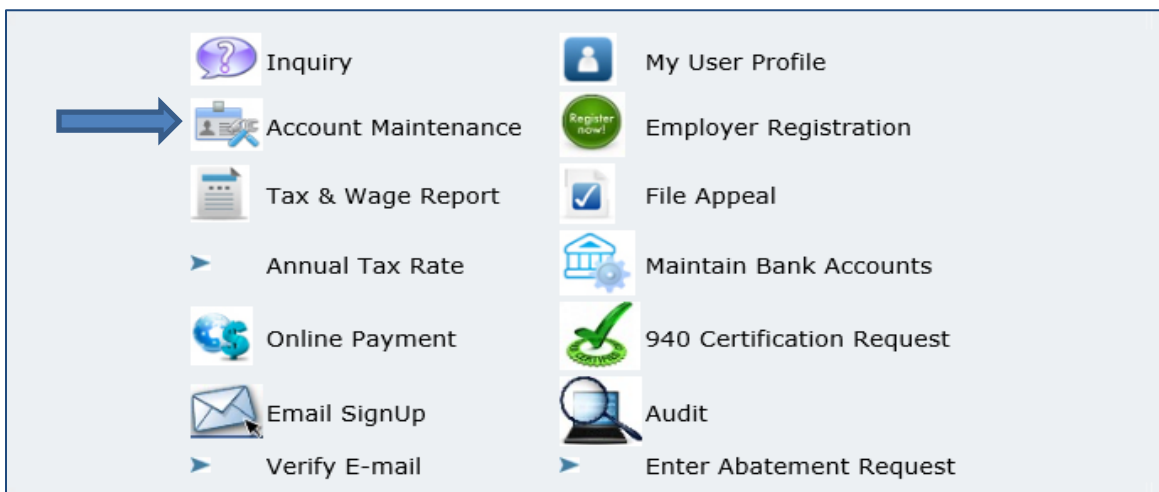 Inquiry
My User Profile
Account Maintenance
Register now!
Employer Registration
Tax & Wage Report
File Appeal
Annual Tax Rate
Maintain Bank Accounts
Online Payment
CERTIFIED
940 Certification Request
Email SignUp
Audit
Verify E-mail
Enter Abatement Request